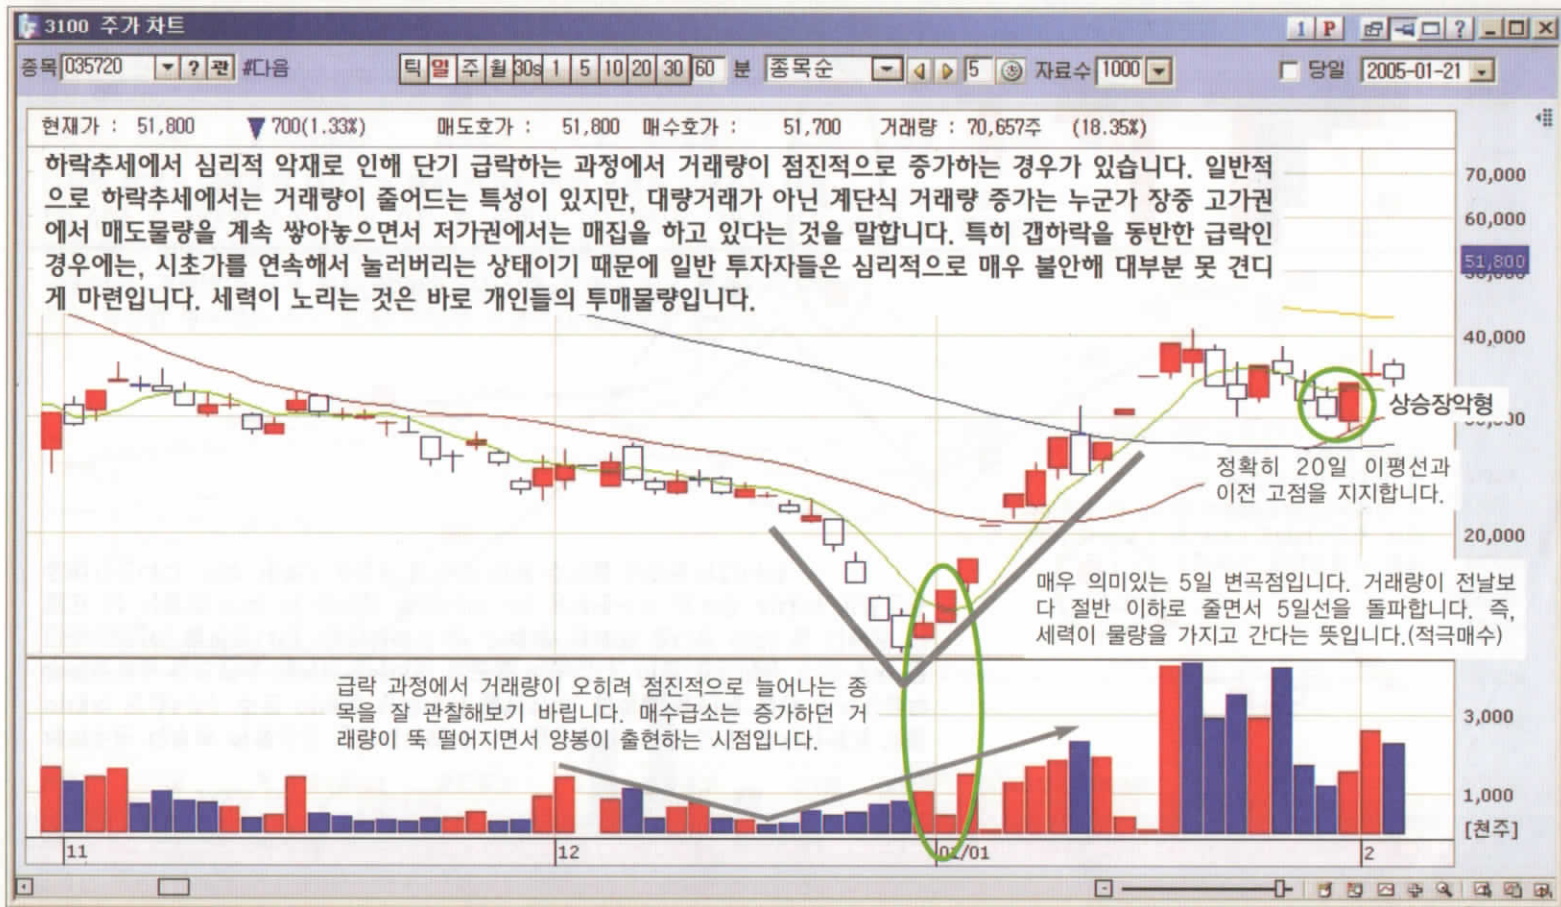 3100 주가 차트
1 P ?
종목 035720 ? 관 #다음 틱 일 주 월 30s 1 5 10 20 30 60 분 종목순 5 자료수 1000 당일 2005-01-21
현재가 : 51,800 ▼ 700(1.33%) 매도호가 : 51,800 매수호가 : 51,700 거래량 : 70,657주 (18.35%)
하락추세에서 심리적 악재로 인해 단기 급락하는 과정에서 거래량이 점진적으로 증가하는 경우가 있습니다. 일반적
으로 하락추세에서는 거래량이 줄어드는 특성이 있지만, 대량거래가 아닌 계단식 거래량 증가는 누군가 장중 고가권
에서 매도물량을 계속 쌓아놓으면서 저가권에서는 매집을 하고 있다는 것을 말합니다. 특히 갭하락을 동반한 급락인
경우에는, 시초가를 연속해서 눌러버리는 상태이기 때문에 일반 투자자들은 심리적으로 매우 불안해 대부분 못 견디
게 마련입니다. 세력이 노리는 것은 바로 개인들의 투매물량입니다.
70,000
60,000
51,800
40,000
상승장악형
정확히 20일 이평선과
이전 고점을 지지합니다.
20,000
매우 의미있는 5일 변곡점입니다. 거래량이 전날보
다 절반 이하로 줄면서 5일선을 돌파합니다. 즉,
세력이 물량을 가지고 간다는 뜻입니다.(적극매수)
급락 과정에서 거래량이 오히려 점진적으로 늘어나는 종
목을 잘 관찰해보기 바랍니다. 매수급소는 증가하던 거
래량이 뚝 떨어지면서 양봉이 출현하는 시점입니다.
3,000
1,000
[천주]
11 12 01/01 2